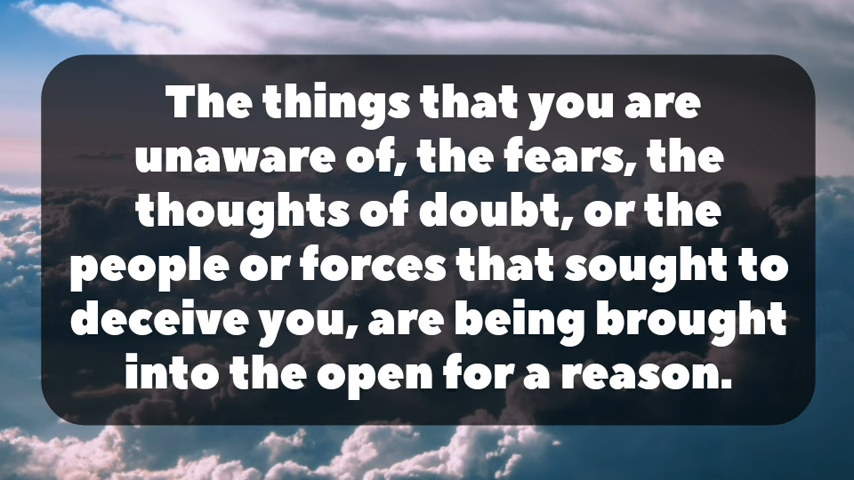 The things that you are
unaware of, the fears, the
thoughts of doubt, or the
people or forces that sought to
deceive you, are being brought
into the open for a reason.